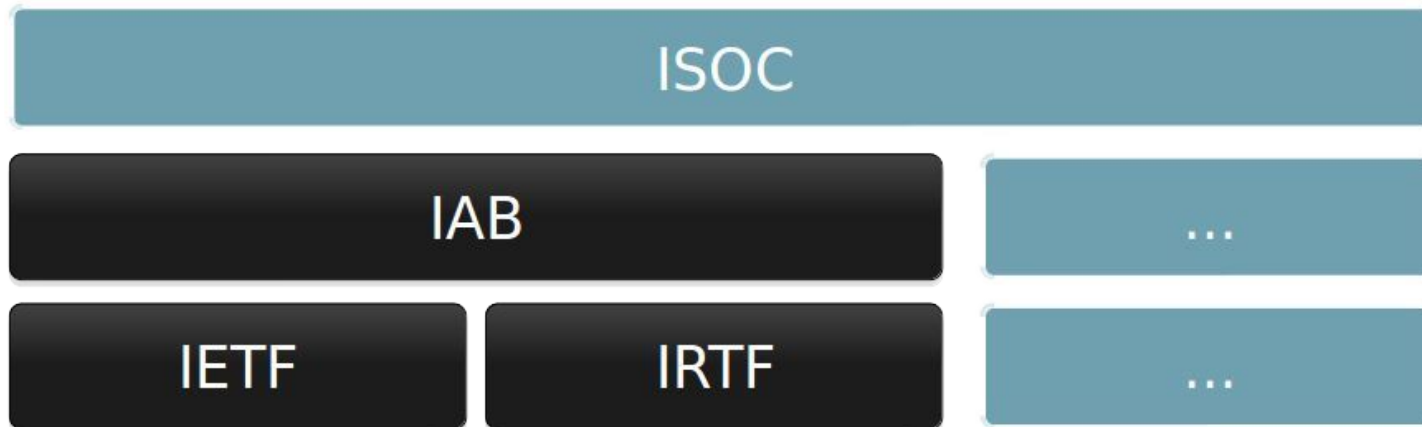 ISOC
IAB
...
IETF
IRTF
...